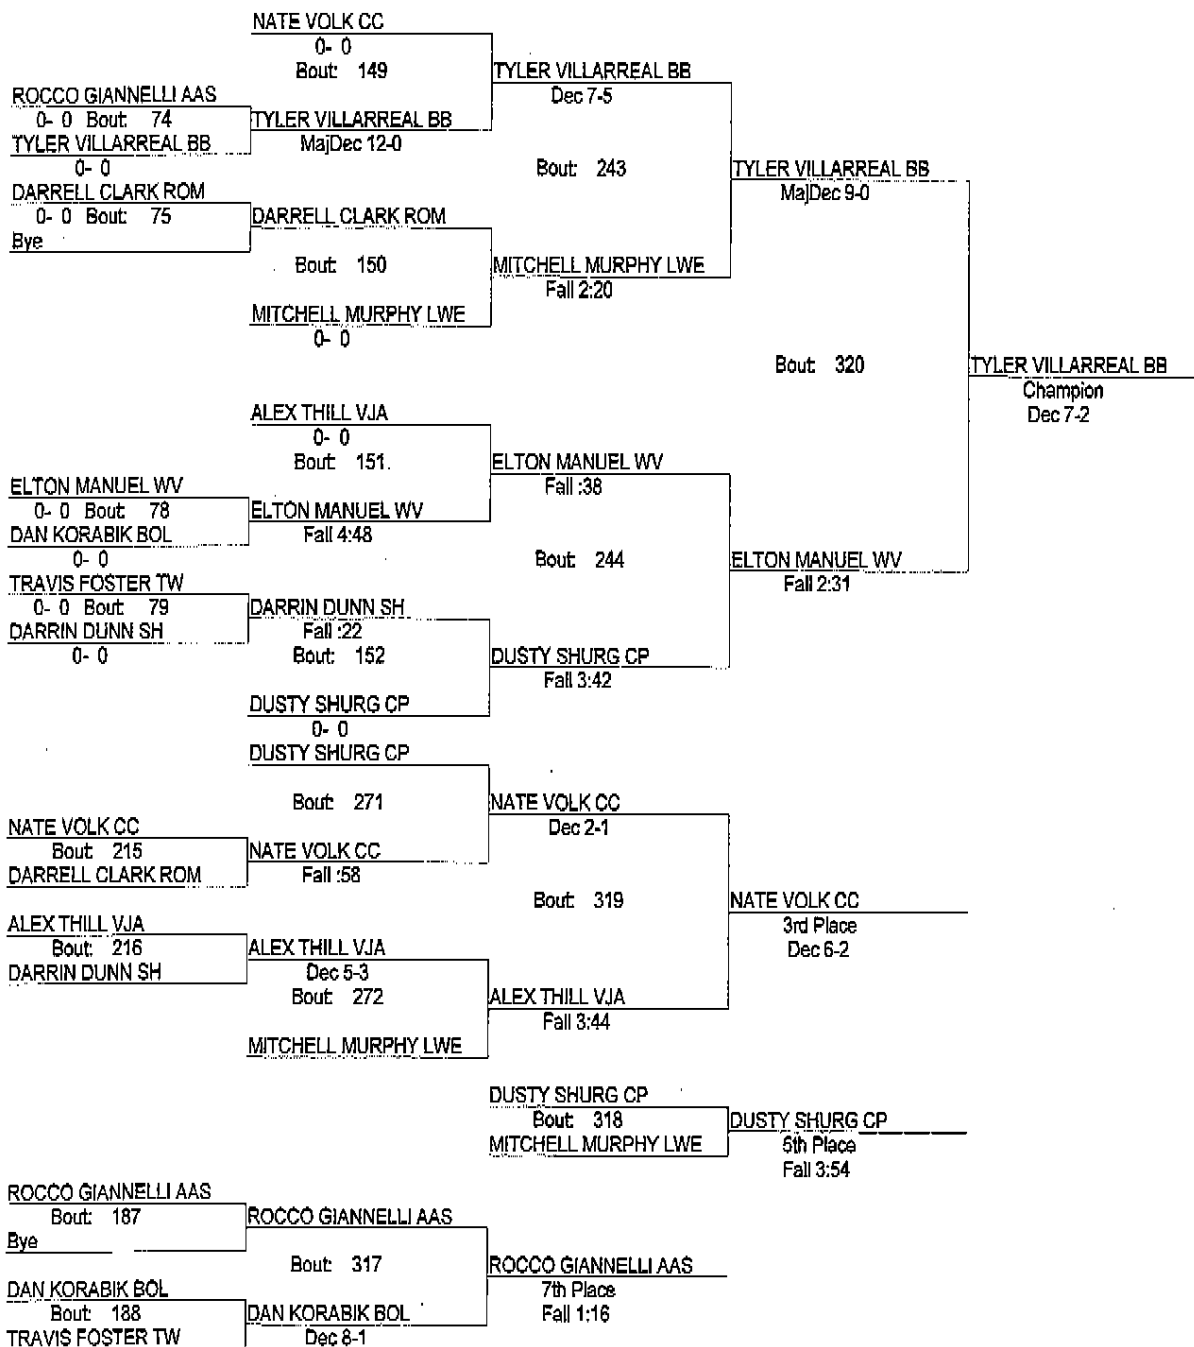 NATE VOLK CC
0- 0
Bout: 149
TYLER VILLARREAL BB
Dec 7-5
ROCCO GIANNELLI AAS
0- 0 Bout: 74
TYLER VILLARREAL BB
MajDec 12-0
TYLER VILLARREAL BB
0- 0
Bout: 243
TYLER VILLARREAL BB
MajDec 9-0
DARRELL CLARK ROM
0- 0 Bout: 75
DARRELL CLARK ROM
Bye
Bout: 150
MITCHELL MURPHY LWE
Fall 2:20
MITCHELL MURPHY LWE
0- 0
Bout: 320
TYLER VILLARREAL BB
Champion
Dec 7-2
ALEX THILL VJA
0- 0
Bout: 151
ELTON MANUEL WV
Fall :38
ELTON MANUEL WV
0- 0 Bout: 78
ELTON MANUEL WV
Fall 4:48
DAN KORABIK BOL
0- 0
Bout: 244
ELTON MANUEL WV
Fall 2:31
TRAVIS FOSTER TW
0- 0 Bout: 79
DARRIN DUNN SH
Fall :22
DARRIN DUNN SH
0- 0
Bout: 152
DUSTY SHURG CP
Fall 3:42
DUSTY SHURG CP
0- 0
DUSTY SHURG CP
Bout: 271
NATE VOLK CC
Dec 2-1
NATE VOLK CC
Bout: 215
NATE VOLK CC
Fall :58
DARRELL CLARK ROM
Bout: 319
NATE VOLK CC
3rd Place
Dec 6-2
ALEX THILL VJA
Bout: 216
ALEX THILL VJA
Dec 5-3
DARRIN DUNN SH
Bout: 272
ALEX THILL VJA
Fall 3:44
MITCHELL MURPHY LWE
DUSTY SHURG CP
Bout: 318
DUSTY SHURG CP
5th Place
Fall 3:54
MITCHELL MURPHY LWE
ROCCO GIANNELLI AAS
Bout: 187
ROCCO GIANNELLI AAS
Bye
Bout: 317
ROCCO GIANNELLI AAS
7th Place
Fall 1:16
DAN KORABIK BOL
Bout: 188
DAN KORABIK BOL
Dec 8-1
TRAVIS FOSTER TW